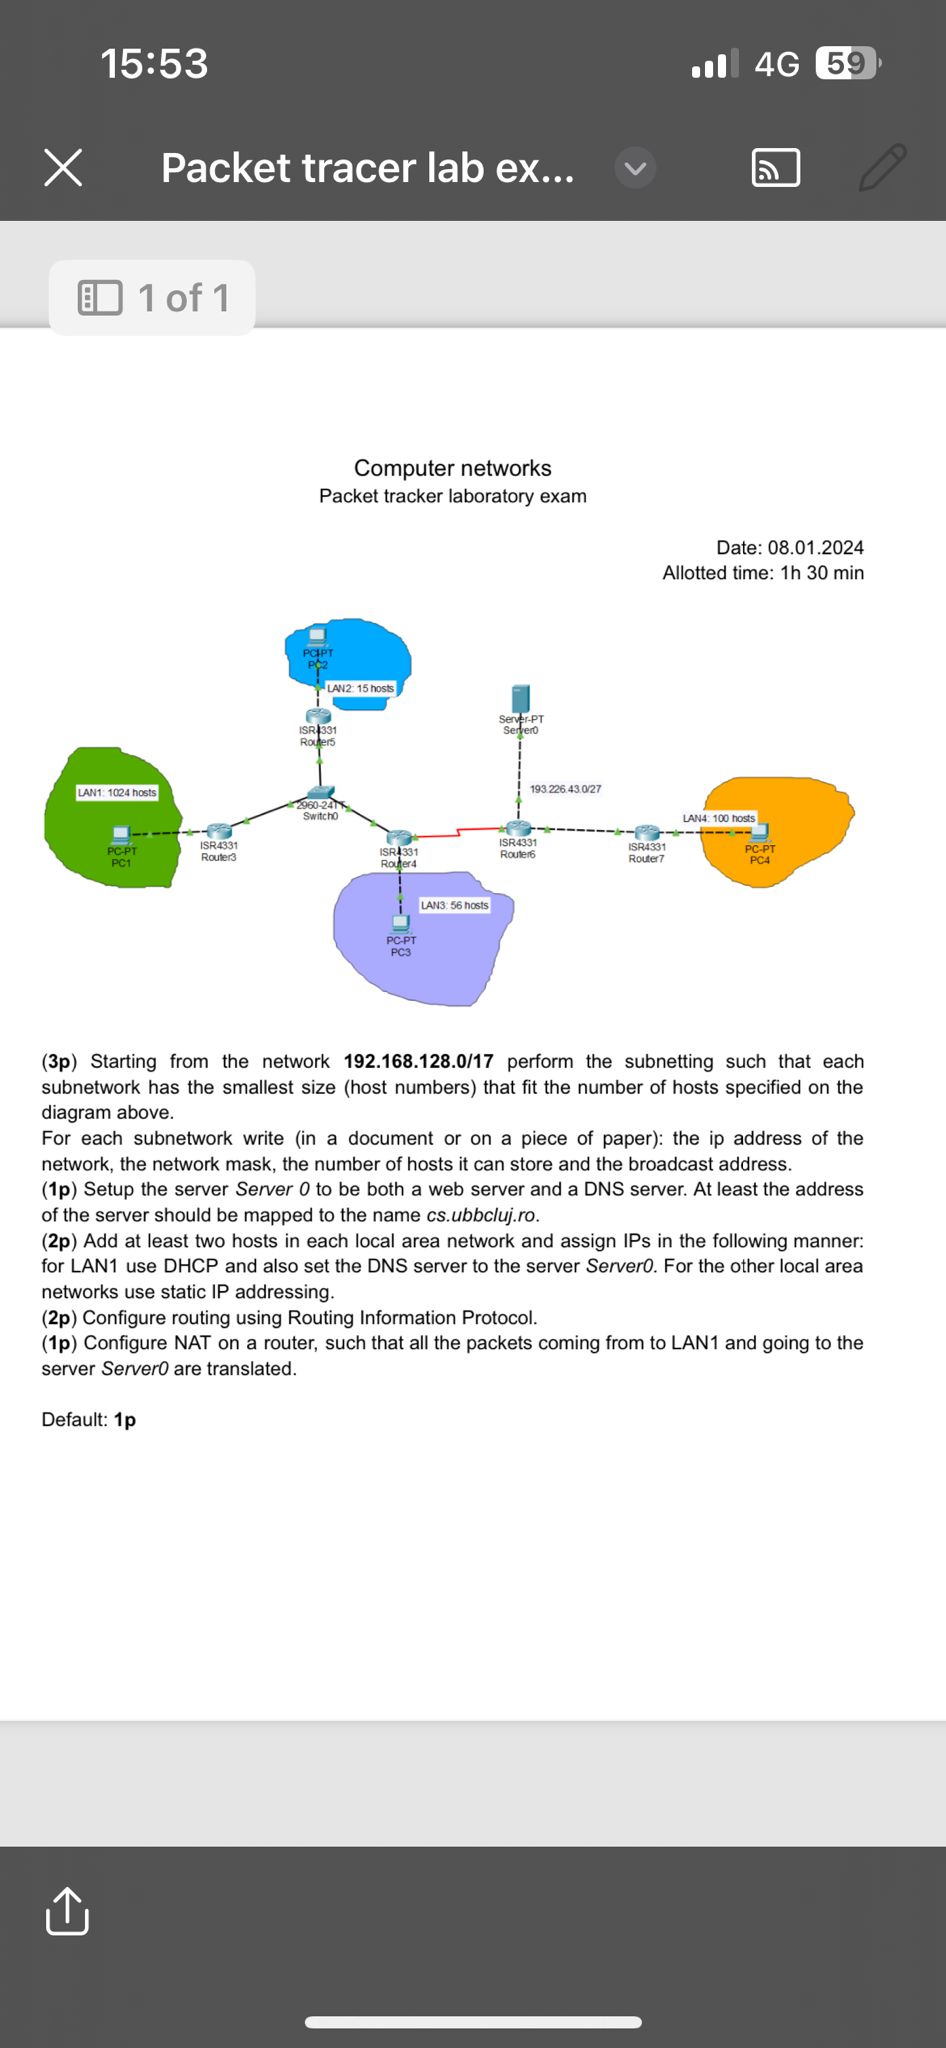 15:53
4G 59
Packet tracer lab ex...
1 of 1
Computer networks
Packet tracker laboratory exam
Date: 08.01.2024
Allotted time: 1h 30 min
PC-PT
PC2
LAN2: 15 hosts
ISR4331
Router5
Server-PT
Server0
LAN1: 1024 hosts
193.226.43.0/27
2960-24TT
Switch0
LAN4: 100 hosts
PC-PT
PC1
ISR4331
Router3
ISR4331
Router4
ISR4331
Router6
ISR4331
Router7
PC-PT
PC4
LAN3: 56 hosts
PC-PT
PC3
(3p) Starting from the network 192.168.128.0/17 perform the subnetting such that each
subnetwork has the smallest size (host numbers) that fit the number of hosts specified on the
diagram above.
For each subnetwork write (in a document or on a piece of paper): the ip address of the
network, the network mask, the number of hosts it can store and the broadcast address.
(1p) Setup the server Server 0 to be both a web server and a DNS server. At least the address
of the server should be mapped to the name cs.ubbcluj.ro.
(2p) Add at least two hosts in each local area network and assign IPs in the following manner:
for LAN1 use DHCP and also set the DNS server to the server Server0. For the other local area
networks use static IP addressing.
(2p) Configure routing using Routing Information Protocol.
(1p) Configure NAT on a router, such that all the packets coming from to LAN1 and going to the
server Server0 are translated.
Default: 1p